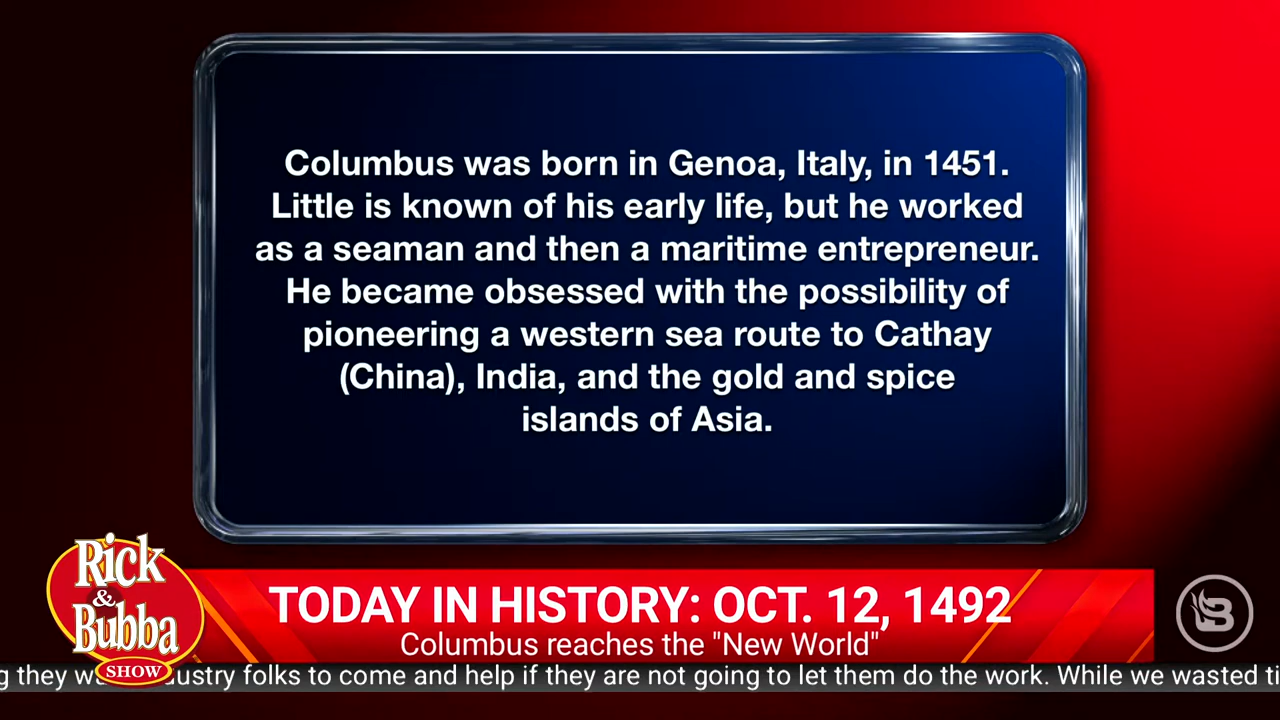 Columbus was born in Genoa, Italy, in 1451.
Little is known of his early life, but he worked
as a seaman and then a maritime entrepreneur.
He became obsessed with the possibility of
pioneering a western sea route to Cathay
(China), India, and the gold and spice
islands of Asia.
Rick
&
Bubba
SHOW
TODAY IN HISTORY: OCT. 12, 1492
Columbus reaches the "New World"
B
g they folks to come and help if they are not going to let them do the work. While we wasted ti